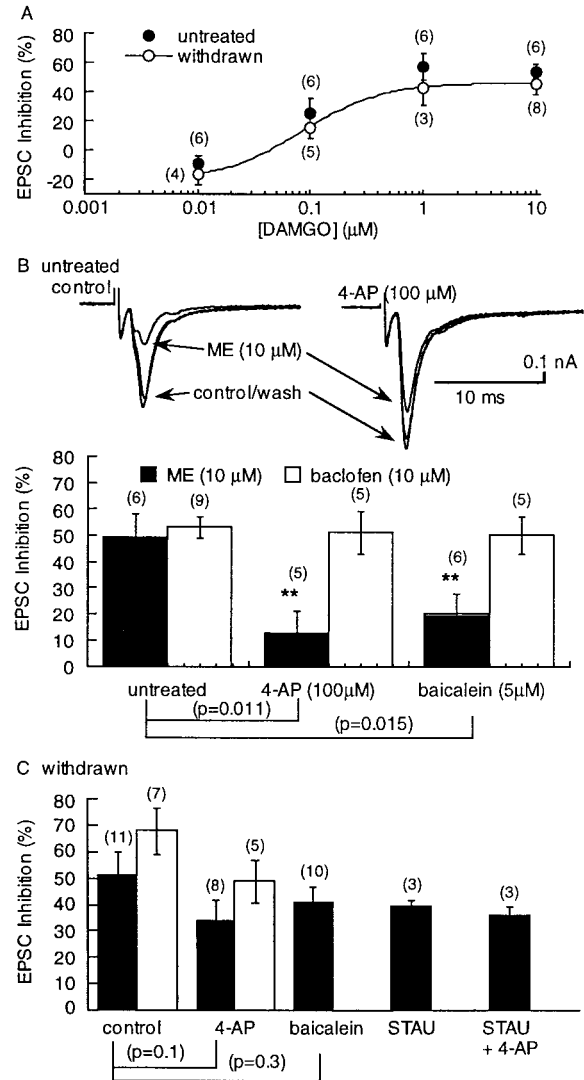 A
untreated
withdrawn
EPSC Inhibition (%)
60
40
20
0
-20
(6)
(6)
(6)
(6)
(4)
(5)
(3)
(8)
0.001
0.01
0.1
1
10
[DAMGO] (µM)
B
untreated
control
4-AP (100 µM)
ME (10 µM)
control/wash
0.1 nA
10 ms
EPSC Inhibition (%)
80
70
60
50
40
30
20
10
0
ME (10 µM)
baclofen (10 µM)
(6)
(9)
(5)
(5)
(6)
(5)
**
**
untreated
4-AP (100µM)
baicalein (5µM)
(p=0.011)
(p=0.015)
C withdrawn
EPSC Inhibition (%)
80
70
60
50
40
30
20
10
0
(11)
(7)
(8)
(5)
(10)
(3)
(3)
control
4-AP
baicalein
STAU
STAU
+ 4-AP
(p=0.1)
(p=0.3)